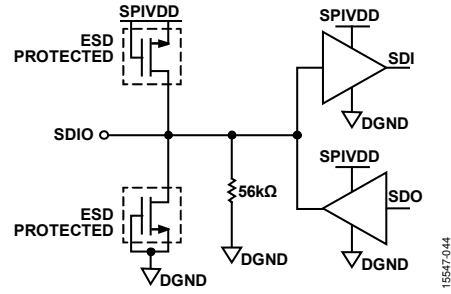 SPIVDD
ESD
PROTECTED
SPIVDD
SDI
DGND
SDIO
56kΩ
ESD
PROTECTED
DGND
DGND
SPIVDD
SDO
DGND
15547-044